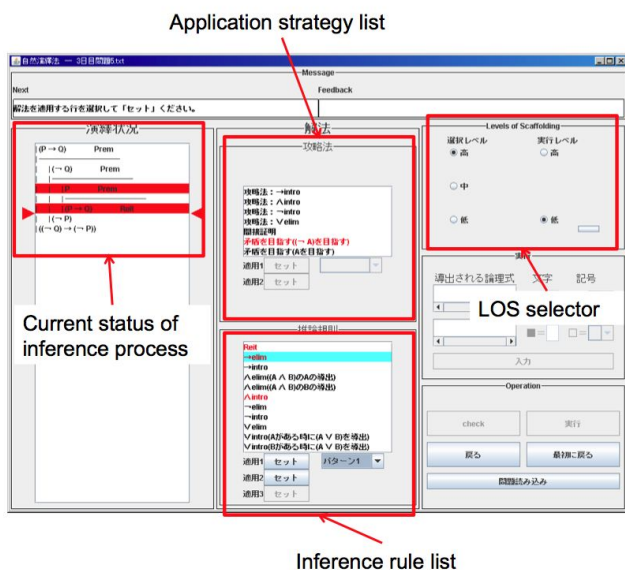 Application strategy list
自然演繹法 ― 3日目問題5.txt
Message
Next
Feedback
解法を適用する行を選択して「セット」ください。
演繹状況
(P → Q) Prem
(¬ Q) Prem
P Prem
(P → Q) Reit
(¬ P)
((¬ Q) → (¬ P))
解法
攻略法
攻略法：→intro
攻略法：∧intro
攻略法：¬intro
攻略法：∨elim
間接証明
矛盾を目指す((¬ A)を目指す)
矛盾を目指す(Aを目指す)
適用1 セット
適用2 セット
推論規則
Reit
→elim
→intro
∧elim((A ∧ B)のAの導出)
∧elim((A ∧ B)のBの導出)
∧intro
¬elim
¬intro
∨elim
∨intro(Aがある時に(A ∨ B)を導出)
∨intro(Bがある時に(A ∨ B)を導出)
適用1 セット パターン1
適用2 セット
適用3 セット
Levels of Scaffolding
選択レベル 実行レベル
高 高
中
低 低
導出される論理式 文字 記号
= =
入力
Operation
check 実行
戻る 最初に戻る
問題読み込み
Current status of
inference process
LOS selector
Inference rule list